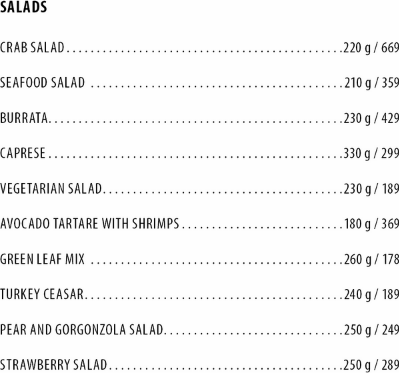 SALADS
CRAB SALAD........................................220 g / 669
SEAFOOD SALAD ....................................210 g / 359
BURRATA...........................................230 g / 429
CAPRESE...........................................330 g / 299
VEGETARIAN SALAD..................................230 g / 189
AVOCADO TARTARE WITH SHRIMPS......................180 g / 369
GREEN LEAF MIX ...................................260 g / 178
TURKEY CEASAR.....................................240 g / 189
PEAR AND GORGONZOLA SALAD.........................250 g / 249
STRAWBERRY SALAD..................................250 g / 289